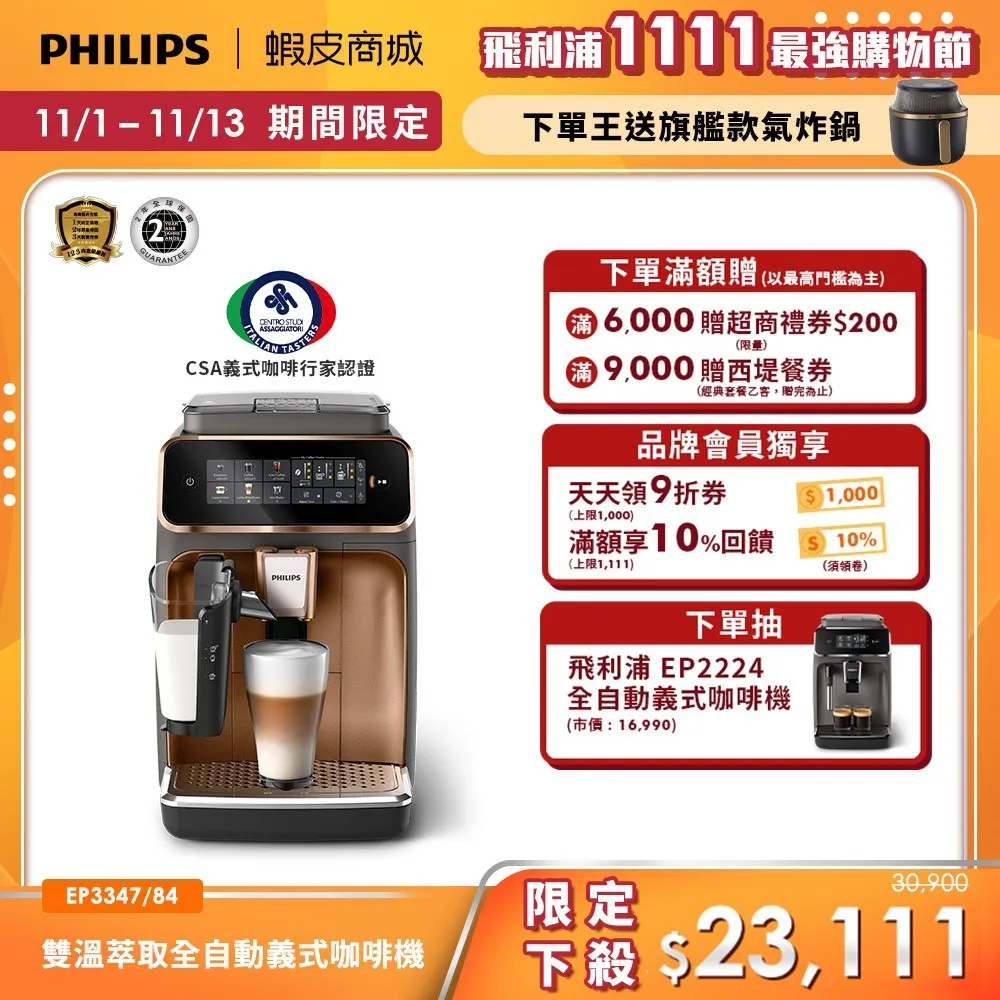 PHILIPS | 蝦皮商城
飛利浦1111最強購物節
11/1 – 11/13 期間限定
下單王送旗艦款氣炸鍋
2年全球保固
2 YEAR
GUARANTEE
CENTRO STUDI
ASSAGGIATORI
ITALIAN TASTERS
CSA義式咖啡行家認證
PHILIPS
下單滿額贈(以最高門檻為主)
滿 6,000 贈超商禮券$200
(限量)
滿 9,000 贈西堤餐券
(經典套餐乙客，贈完為止)
品牌會員獨享
天天領9折券
(上限1,000)
$ 1,000
滿額享10%回饋
(上限1,111)
S 10%
(須領卷)
下單抽
飛利浦 EP2224
全自動義式咖啡機
(市價：16,990)
EP3347/84
雙溫萃取全自動義式咖啡機
限定
下殺
30,900
$23,111